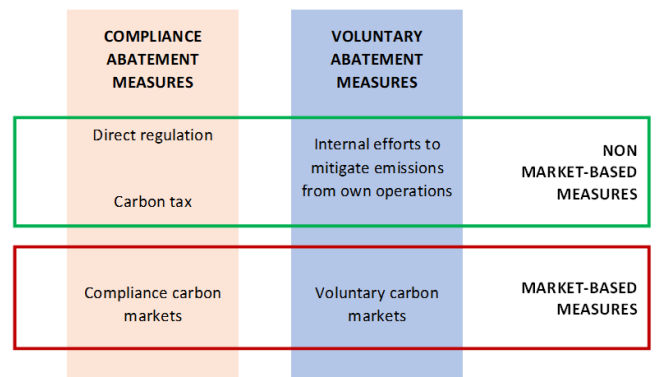 COMPLIANCE
ABATEMENT
MEASURES
VOLUNTARY
ABATEMENT
MEASURES
Direct regulation
Carbon tax
Internal efforts to
mitigate emissions
from own operations
NON
MARKET-BASED
MEASURES
Compliance carbon
markets
Voluntary carbon
markets
MARKET-BASED
MEASURES